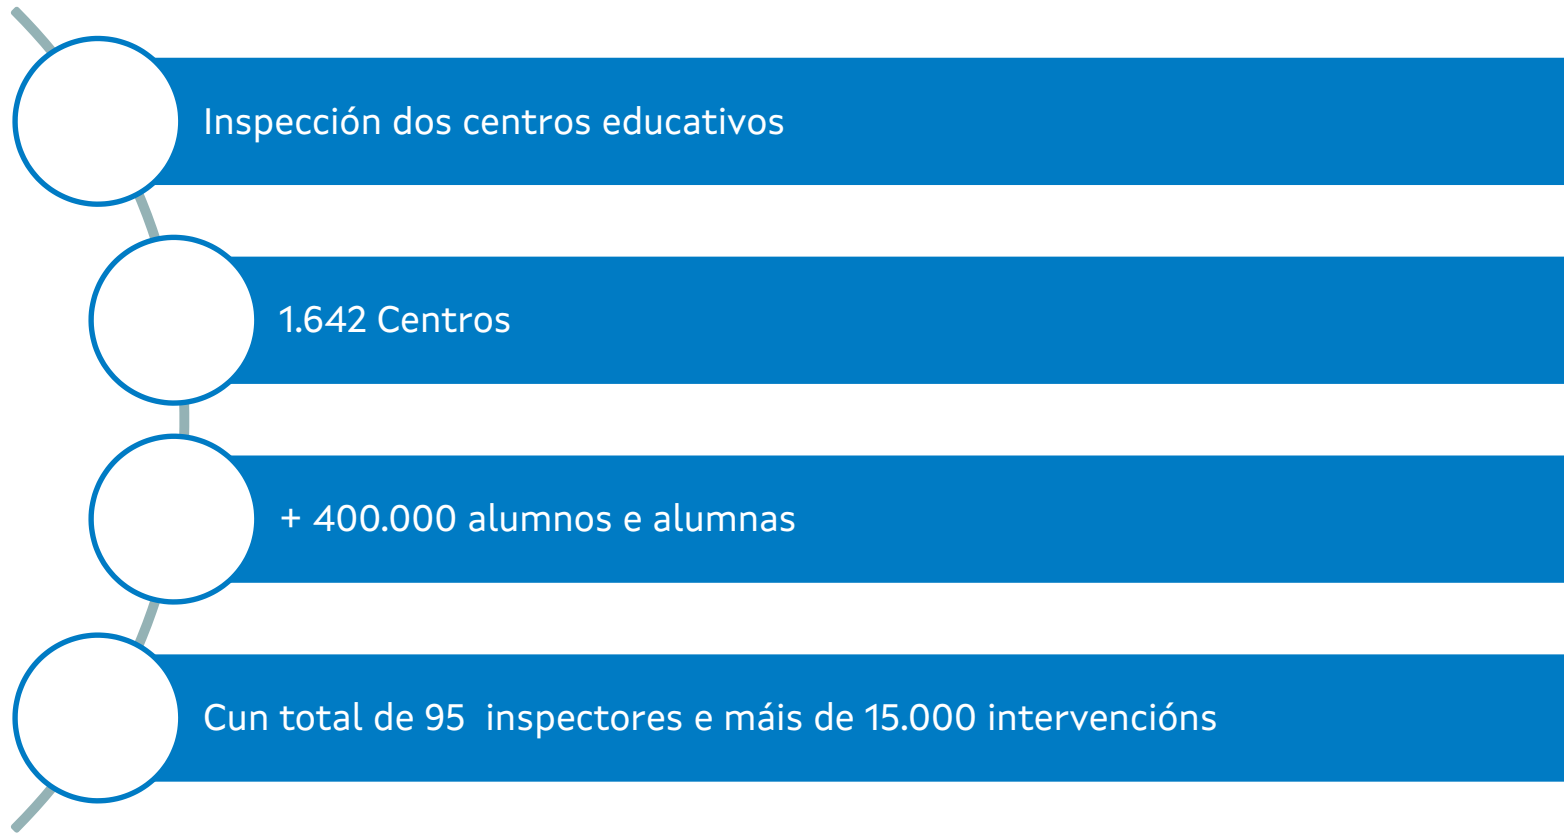 Inspección dos centros educativos
1.642 Centros
+ 400.000 alumnos e alumnas
Cun total de 95  inspectores e máis de 15.000 intervencións